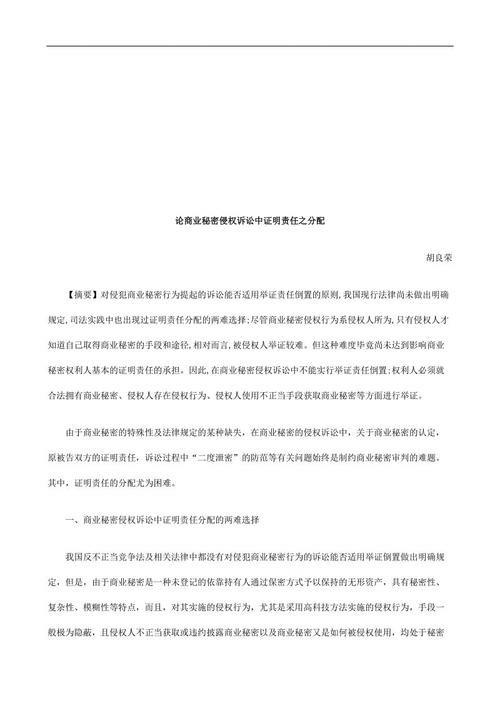 论商业秘密侵权诉讼中证明责任之分配
胡良荣
【摘要】对侵犯商业秘密行为提起的诉讼能否适用举证责任倒置的原则,我国现行法律尚未做出明确
规定,司法实践中也出现过证明责任分配的两难选择;尽管商业秘密侵权行为系侵权人所为,只有侵权人才
知道自己取得商业秘密的手段和途径,相对而言,被侵权人举证较难。但这种难度毕竟尚未达到影响商业
秘密权利人基本的证明责任的承担。因此,在商业秘密侵权诉讼中不能实行举证责任倒置;权利人必须就
合法拥有商业秘密、侵权人存在侵权行为、侵权人使用不正当手段获取商业秘密等方面进行举证。
由于商业秘密的特殊性及法律规定的某种缺失，在商业秘密的侵权诉讼中，关于商业秘密的认定，
原被告双方的证明责任，诉讼过程中“二度泄密”的防范等有关问题始终是制约商业秘密审判的难题。
其中，证明责任的分配尤为困难。
一、商业秘密侵权诉讼中证明责任分配的两难选择
我国反不正当竞争法及相关法律中都没有对侵犯商业秘密行为的诉讼能否适用举证倒置做出明确规
定，但是，由于商业秘密是一种未登记的依靠持有人通过保密方式予以保持的无形资产，具有秘密性、
复杂性、模糊性等特点，而且，对其实施的侵权行为，尤其是采用高科技方法实施的侵权行为，手段一
般极为隐蔽，且侵权人不正当获取或违约披露商业秘密以及商业秘密又是如何被侵权使用，均处于秘密